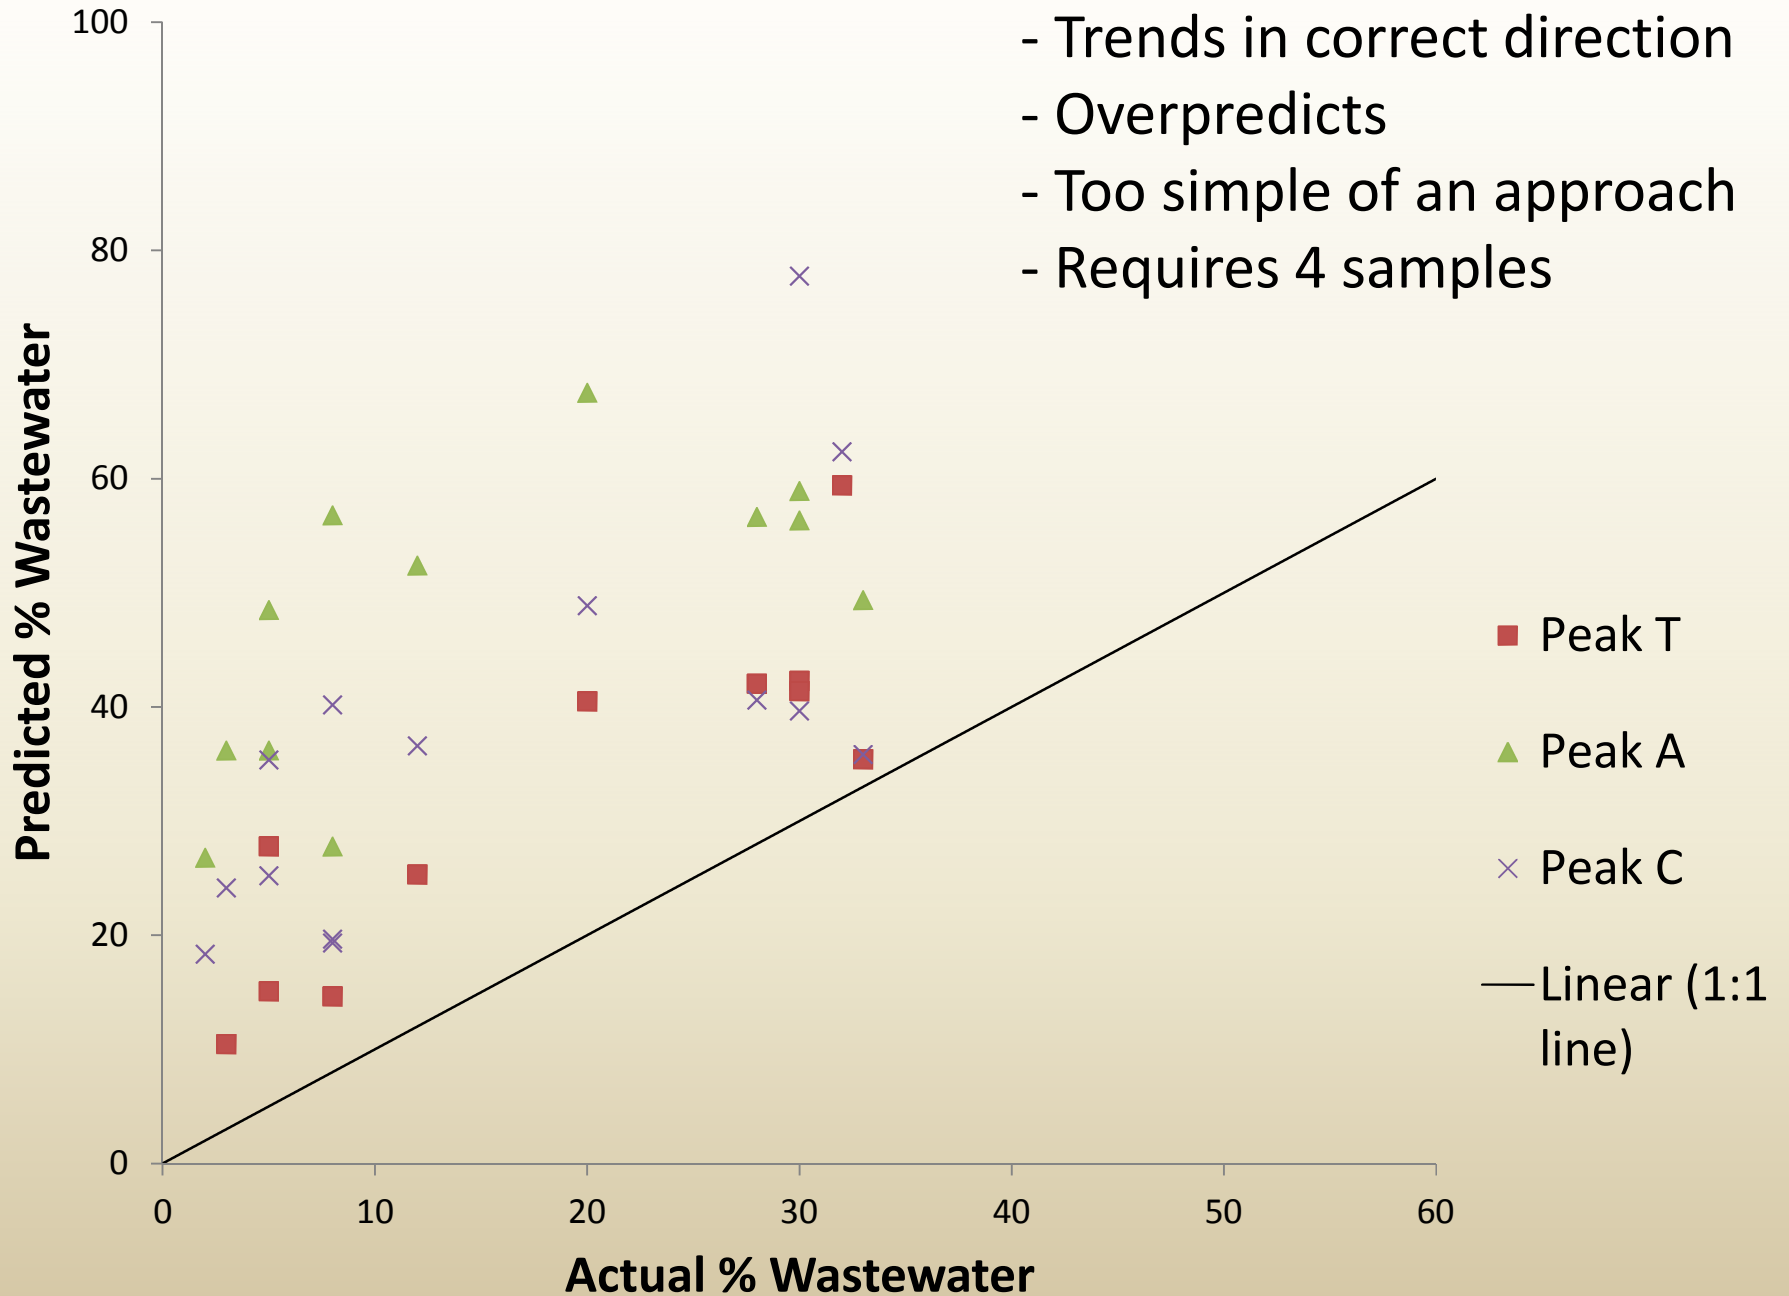 - Trends in correct direction
- Overpredicts
- Too simple of an approach
- Requires 4 samples
100
80
60
40
20
0
Predicted % Wastewater
0 10 20 30 40 50 60
Actual % Wastewater
Peak T
Peak A
Peak C
Linear (1:1
line)